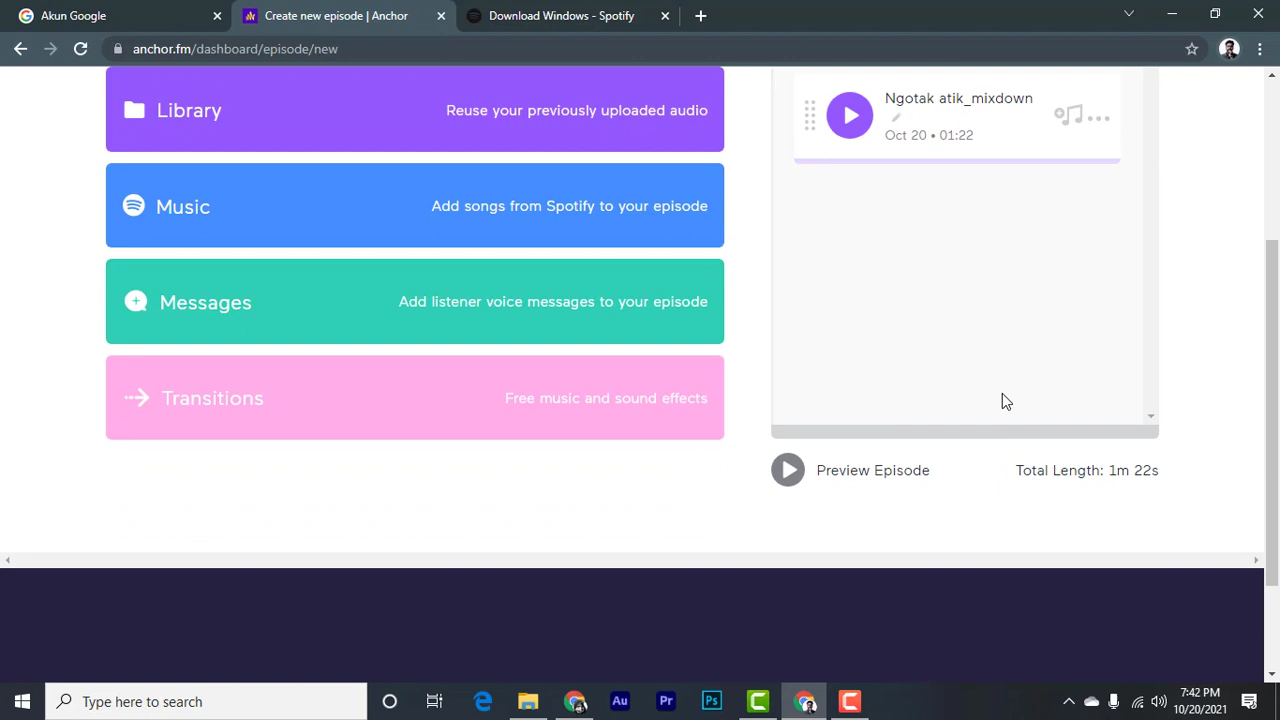 Akun Google
Create new episode | Anchor
Download Windows - Spotify
anchor.fm/dashboard/episode/new
Library
Reuse your previously uploaded audio
Music
Add songs from Spotify to your episode
Messages
Add listener voice messages to your episode
Transitions
Free music and sound effects
Ngotak atik_mixdown
Oct 20 • 01:22
Preview Episode
Total Length: 1m 22s
Type here to search
Au
Pr
Ps
7:42 PM
10/20/2021